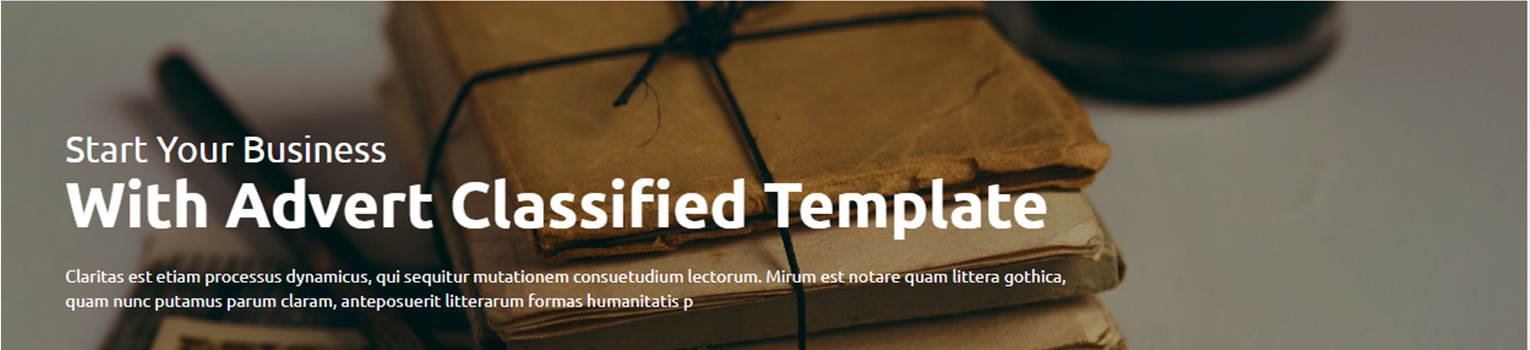 Start Your Business
With Advert Classified Template
Claritas est etiam processus dynamicus, qui sequitur mutationem consuetudium lectorum. Mirum est notare quam littera gothica,
quam nunc putamus parum claram, anteposuerit litterarum formas humanitatis p